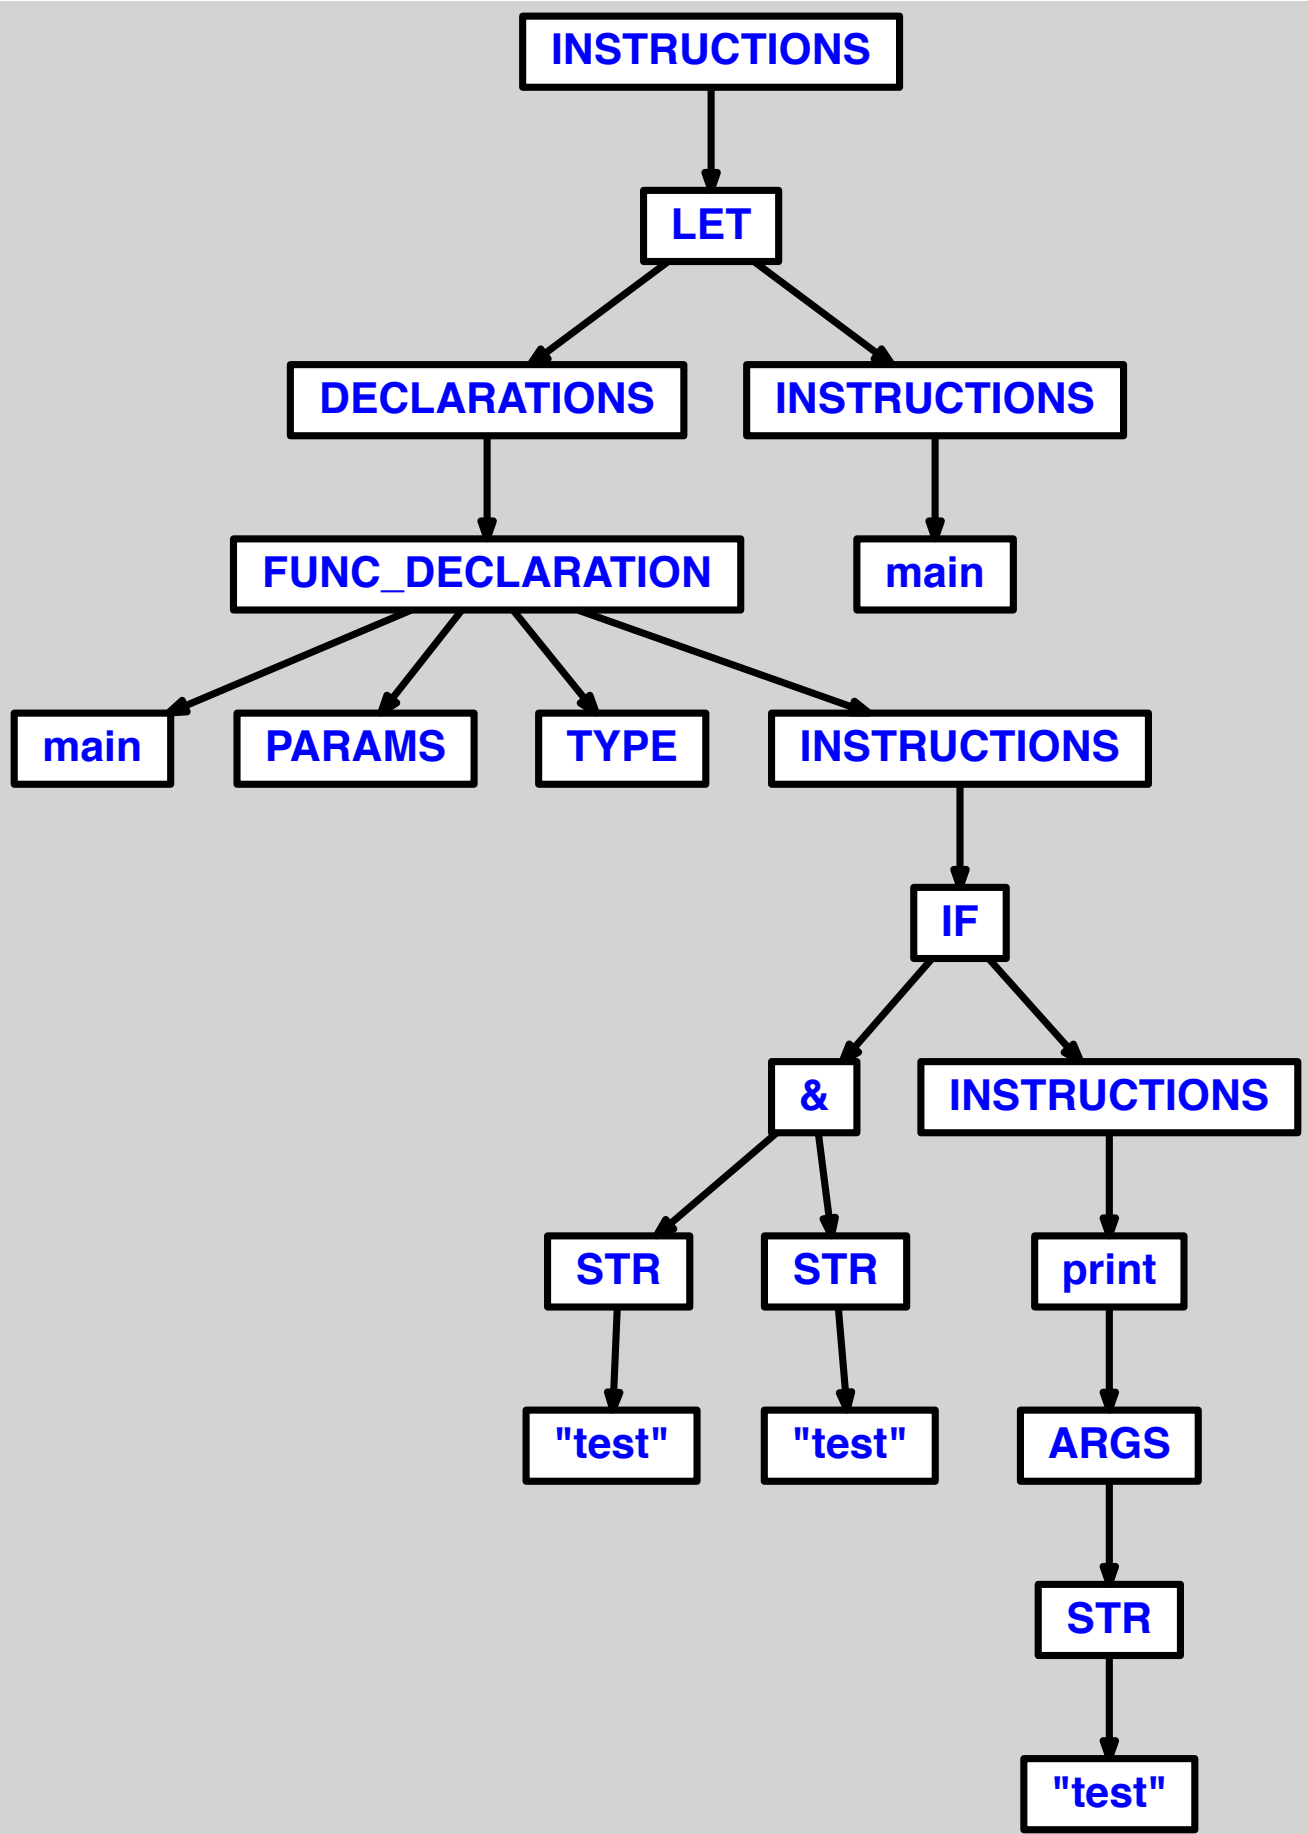 INSTRUCTIONS
LET
DECLARATIONS
INSTRUCTIONS
FUNC_DECLARATION
main
main
PARAMS
TYPE
INSTRUCTIONS
IF
&
INSTRUCTIONS
STR
STR
print
"test"
"test"
ARGS
STR
"test"